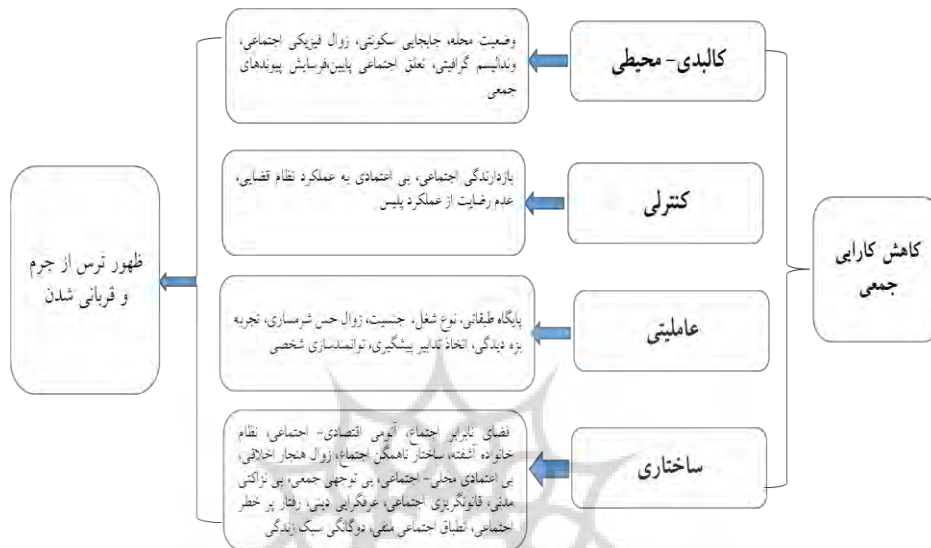 کاهش کارایی
جمعی
کالبدی- محیطی
وضعیت محله، جابجایی سکونتی، زوال فیزیکی اجتماعی،
وندالیسم گرافیتی، تعلق اجتماعی پایین،فرسایش پیوندهای
جمعی
کنترلی
بازدارندگی اجتماعی، بی اعتمادی به عملکرد نظام قضایی،
عدم رضایت از عملکرد پلیس
عاملیتی
پایگاه طبقاتی، نوع شغل، جنسیت، زوال حس شرمساری، تجربه
بزه دیدگی، اتخاذ تدابیر پیشگیری، توانمندسازی شخصی
ساختاری
فضای نابرابر اجتماع، آنومی اقتصادی- اجتماعی، نظام
خانواده آشفته، ساختار ناهمگن اجتماع، زوال هنجار اخلاقی،
بی اعتمادی محلی- اجتماعی، بی توجهی جمعی، بی نزاکتی
مدنی، قانونگریزی اجتماعی، عرفگرایی دینی، رفتار پر خطر
اجتماعی، انطباق اجتماعی منفی، دوگانگی سبک زندگی
ظهور ترس از جرم
و قربانی شدن